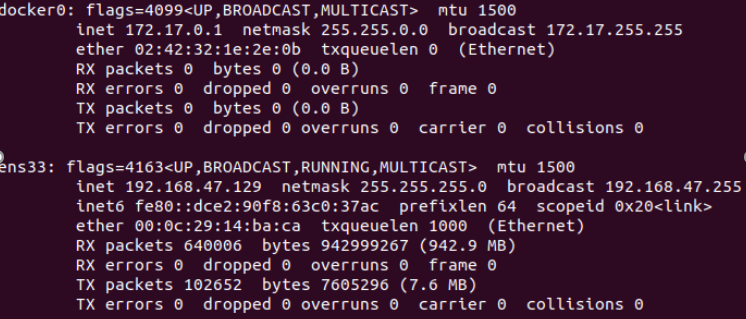 docker0: flags=4099<UP,BROADCAST,MULTICAST>  mtu 1500
        inet 172.17.0.1  netmask 255.255.0.0  broadcast 172.17.255.255
        ether 02:42:32:1e:2e:0b  txqueuelen 0  (Ethernet)
        RX packets 0  bytes 0 (0.0 B)
        RX errors 0  dropped 0  overruns 0  frame 0
        TX packets 0  bytes 0 (0.0 B)
        TX errors 0  dropped 0 overruns 0  carrier 0  collisions 0

ens33: flags=4163<UP,BROADCAST,RUNNING,MULTICAST>  mtu 1500
        inet 192.168.47.129  netmask 255.255.255.0  broadcast 192.168.47.255
        inet6 fe80::dce2:90f8:63c0:37ac  prefixlen 64  scopeid 0x20<link>
        ether 00:0c:29:14:ba:ca  txqueuelen 1000  (Ethernet)
        RX packets 640006  bytes 942999267 (942.9 MB)
        RX errors 0  dropped 0  overruns 0  frame 0
        TX packets 102652  bytes 7605296 (7.6 MB)
        TX errors 0  dropped 0 overruns 0  carrier 0  collisions 0